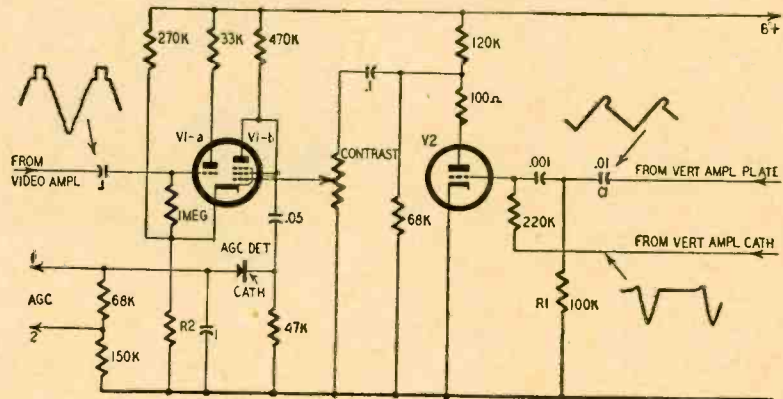 B+
270K
33K
470K
120K
.1
100Ω
V1-a
V1-b
V2
CONTRAST
FROM
VIDEO AMPL
.001
.01
FROM VERT AMPL PLATE
C1
1MEG
.05
68K
220K
FROM VERT AMPL CATH
AGC DET
CATH
1
AGC
68K
R2
47K
R1
100K
2
150K